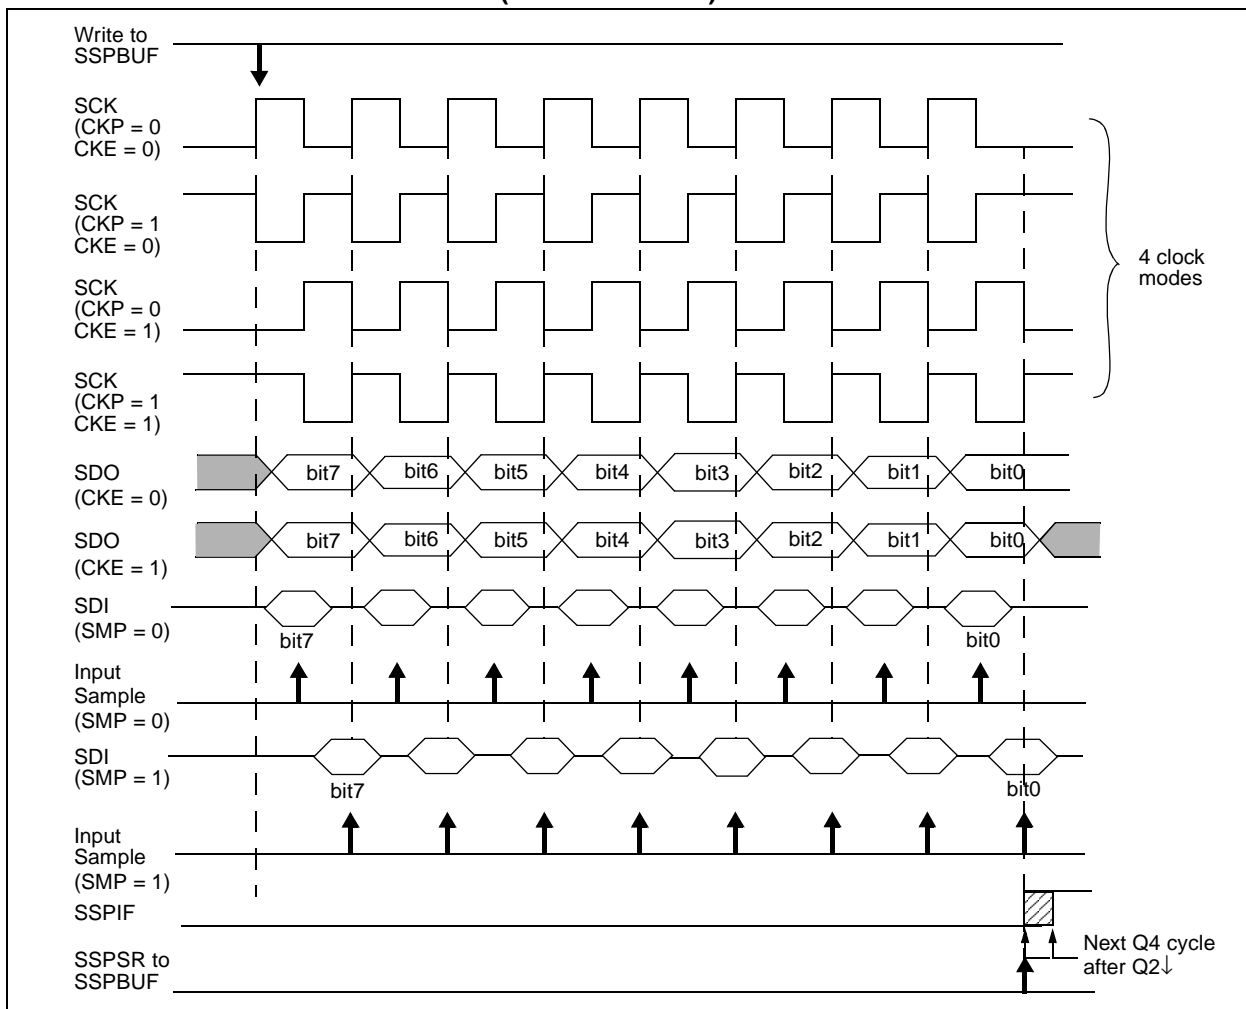 Write to
SSPBUF
SCK
(CKP = 0
CKE = 0)
SCK
(CKP = 1
CKE = 0)
4 clock
modes
SCK
(CKP = 0
CKE = 1)
SCK
(CKP = 1
CKE = 1)
SDO
(CKE = 0)
bit7 bit6 bit5 bit4 bit3 bit2 bit1 bit0
SDO
(CKE = 1)
bit7 bit6 bit5 bit4 bit3 bit2 bit1 bit0
SDI
(SMP = 0)
bit7 bit0
Input
Sample
(SMP = 0)
SDI
(SMP = 1)
bit7 bit0
Input
Sample
(SMP = 1)
SSPIF
Next Q4 cycle
after Q2↓
SSPSR to
SSPBUF